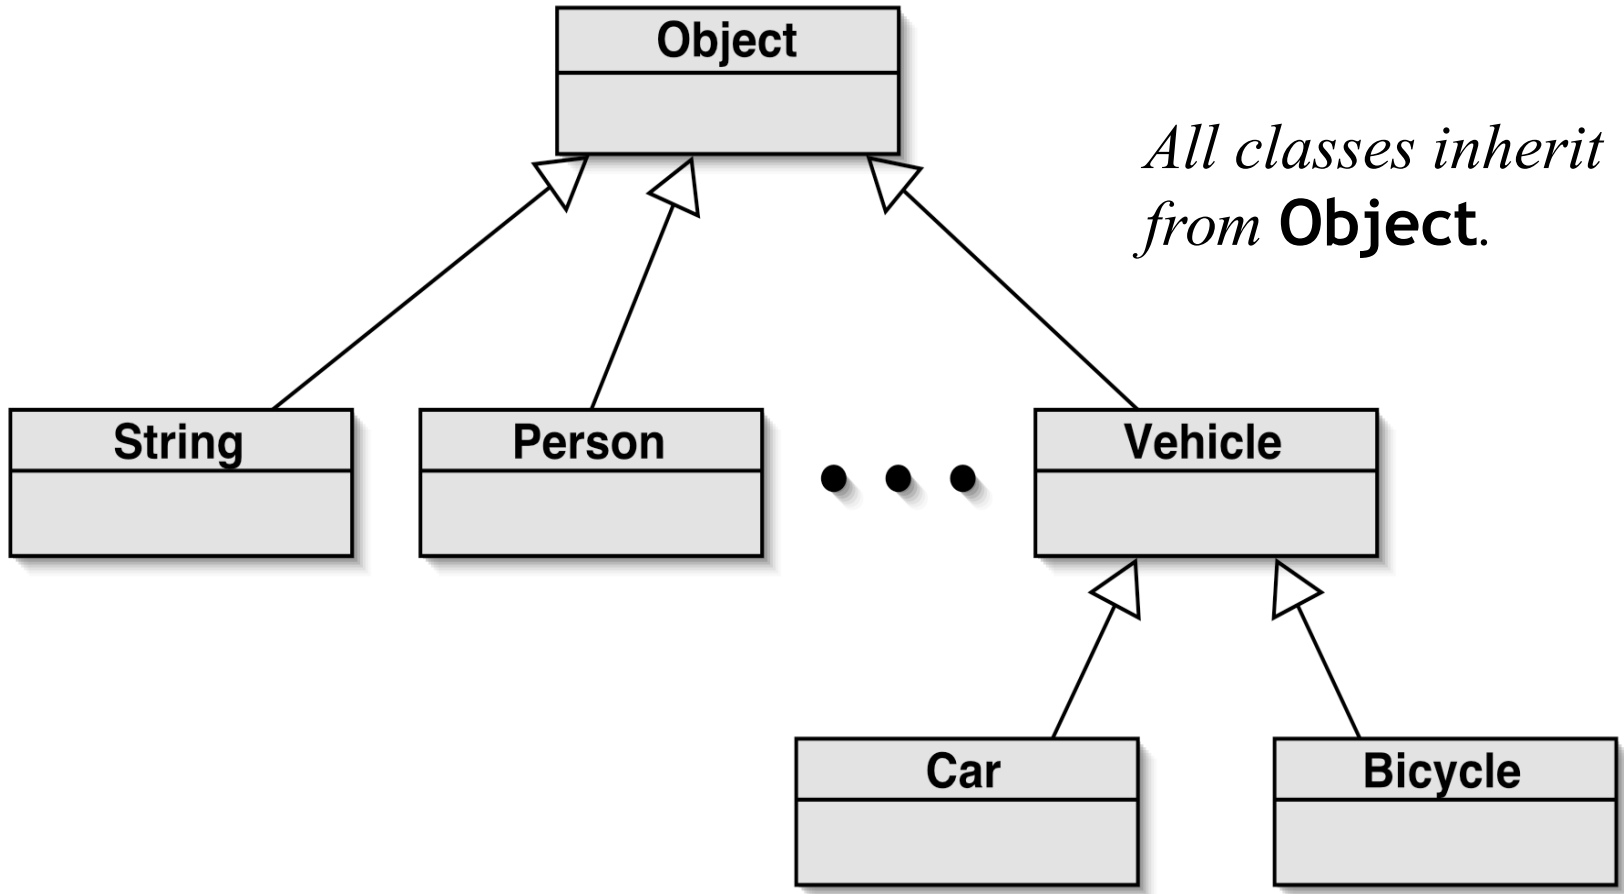 Object
All classes inherit
from Object.
String
Person
Vehicle
Car
Bicycle